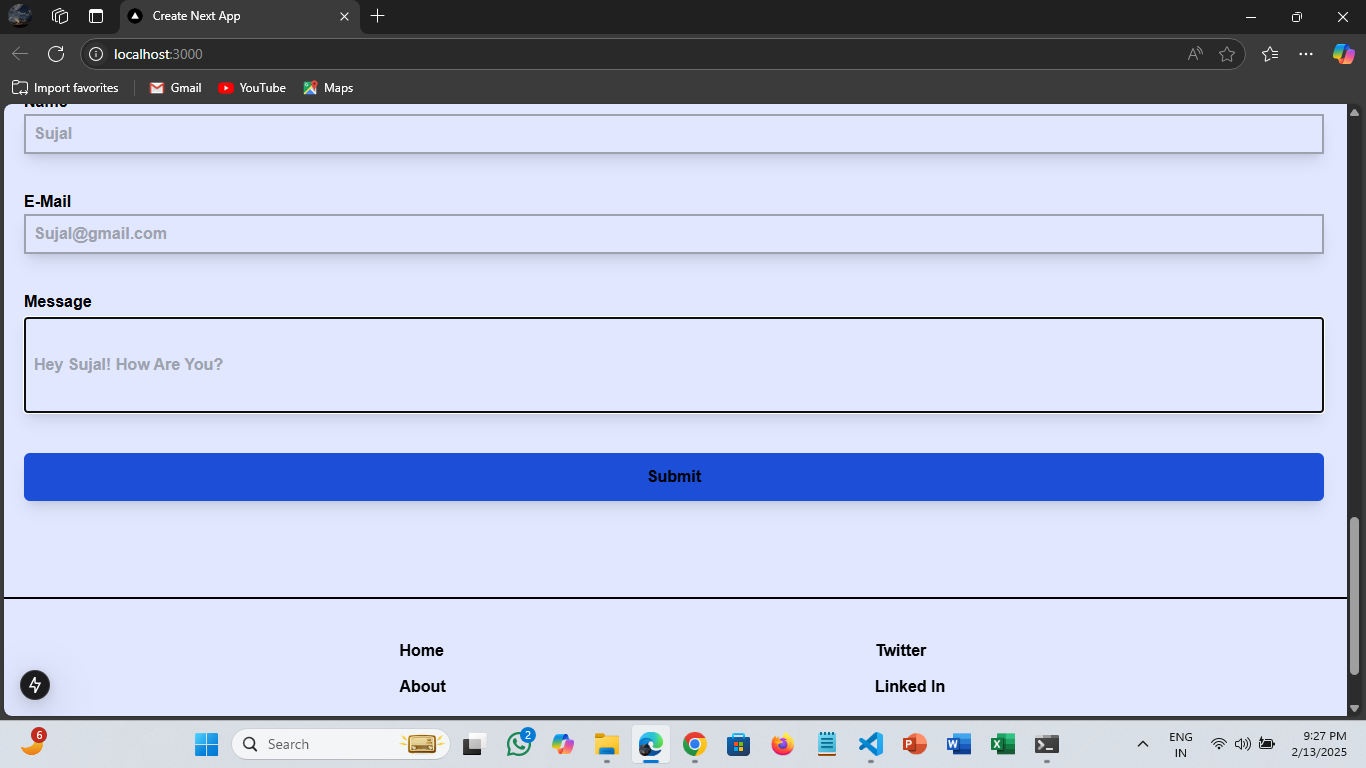 Create Next App
localhost:3000
Import favorites
Gmail
YouTube
Maps
Name
Sujal
E-Mail
Sujal@gmail.com
Message
Hey Sujal! How Are You?
Submit
Home
Twitter
About
Linked In
6
Search
2
ENG
IN
9:27 PM
2/13/2025